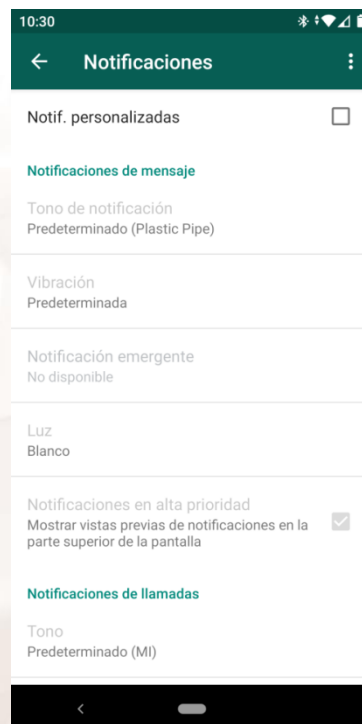 10:30
Notificaciones
Notif. personalizadas
Notificaciones de mensaje
Tono de notificación
Predeterminado (Plastic Pipe)
Vibración
Predeterminada
Notificación emergente
No disponible
Luz
Blanco
Notificaciones en alta prioridad
Mostrar vistas previas de notificaciones en la
parte superior de la pantalla
Notificaciones de llamadas
Tono
Predeterminado (MI)